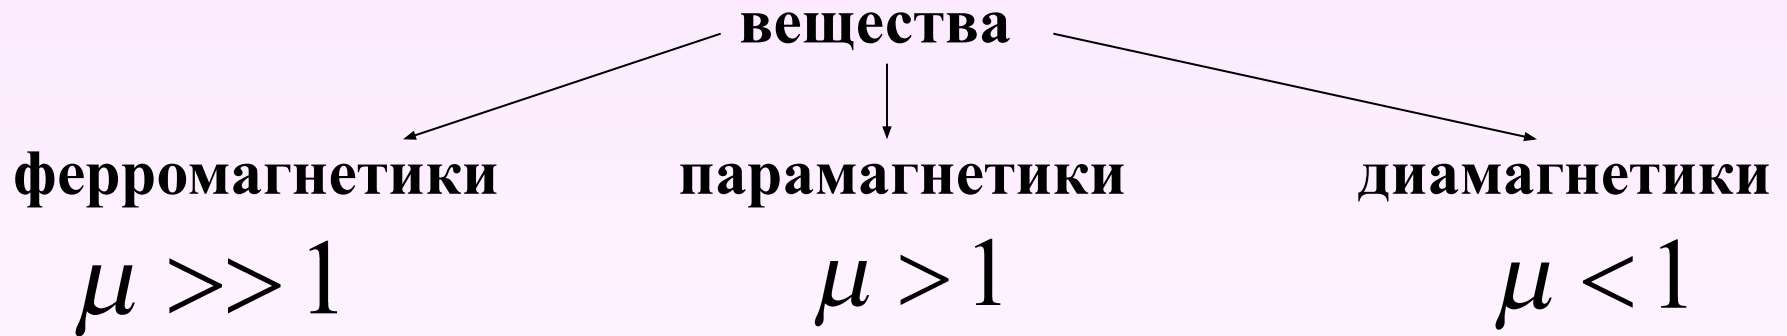 вещества
ферромагнетики парамагнетики диамагнетики
μ >> 1 μ > 1 μ < 1